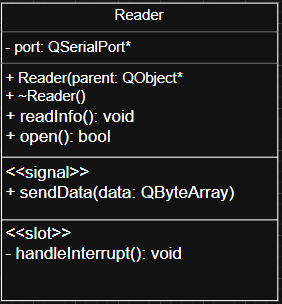 Reader
- port: QSerialPort*
+ Reader(parent: QObject*
+ ~Reader()
+ readInfo(): void
+ open(): bool
<<signal>>
+ sendData(data: QByteArray)
<<slot>>
- handleInterrupt(): void